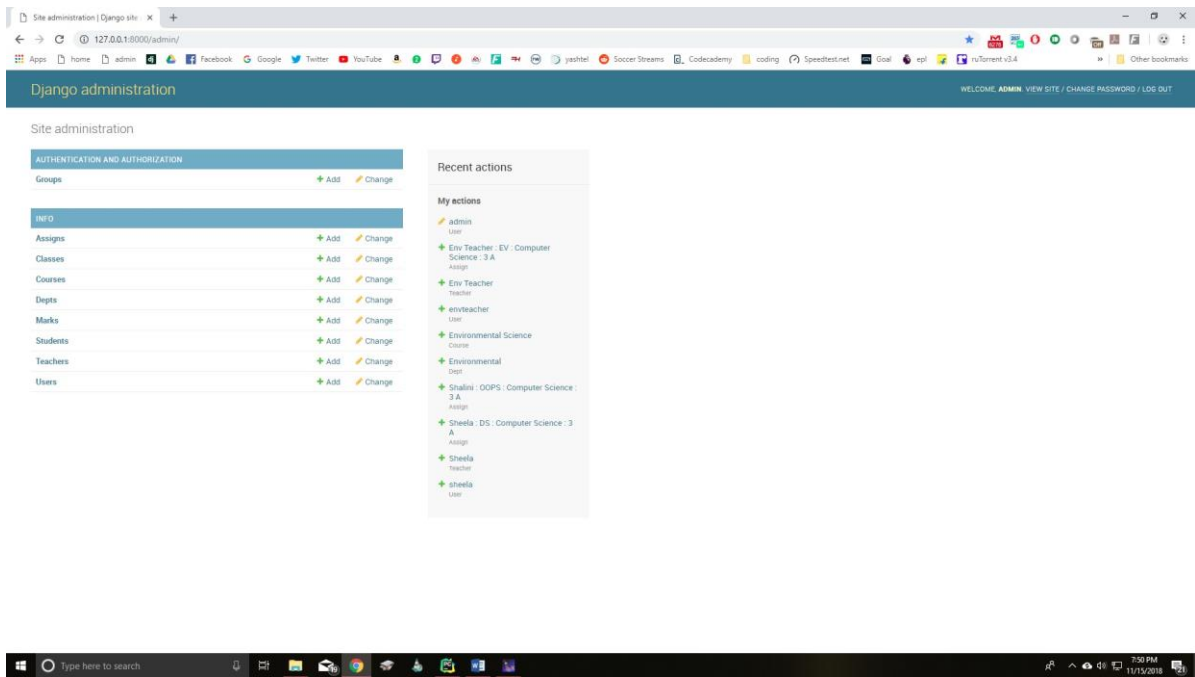 Site administration | Django site
127.0.0.1:8000/admin/
Apps home admin dj Facebook Google Twitter YouTube yashtel Soccer Streams Codecademy coding Speedtest.net Goal epl ruTorrent v3.4 » Other bookmarks
Django administration
WELCOME, ADMIN. VIEW SITE / CHANGE PASSWORD / LOG OUT
Site administration
AUTHENTICATION AND AUTHORIZATION
Groups Add Change
INFO
Assigns Add Change
Classes Add Change
Courses Add Change
Depts Add Change
Marks Add Change
Students Add Change
Teachers Add Change
Users Add Change
Recent actions
My actions
admin
User
Env Teacher : EV : Computer
Science : 3 A
Assign
Env Teacher
Teacher
envteacher
User
Environmental Science
Course
Environmental
Dept
Shalini : OOPS : Computer Science :
3 A
Assign
Sheela : DS : Computer Science : 3
A
Assign
Sheela
Teacher
sheela
User
Type here to search
7:50 PM
11/15/2018